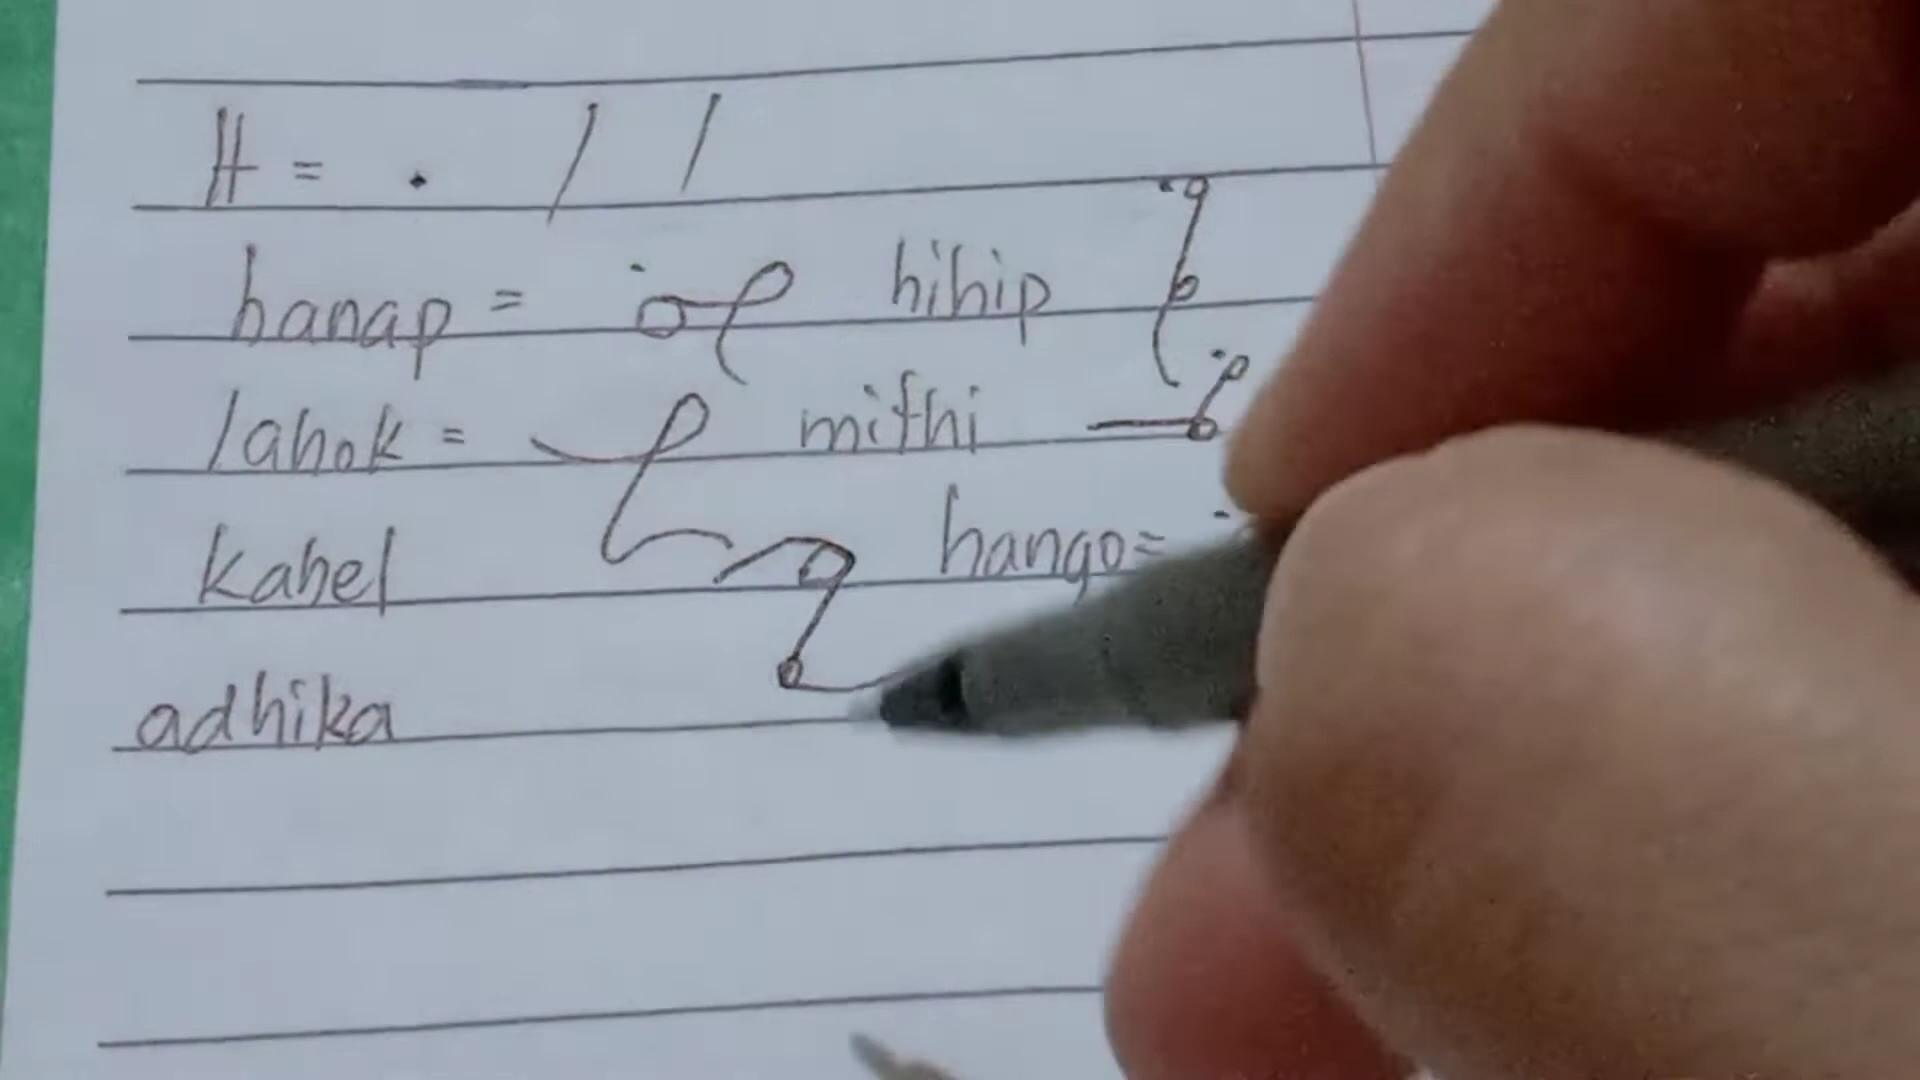 H = . / /
hanap = hihip
lahok = mithi
kahel hango=
adhika